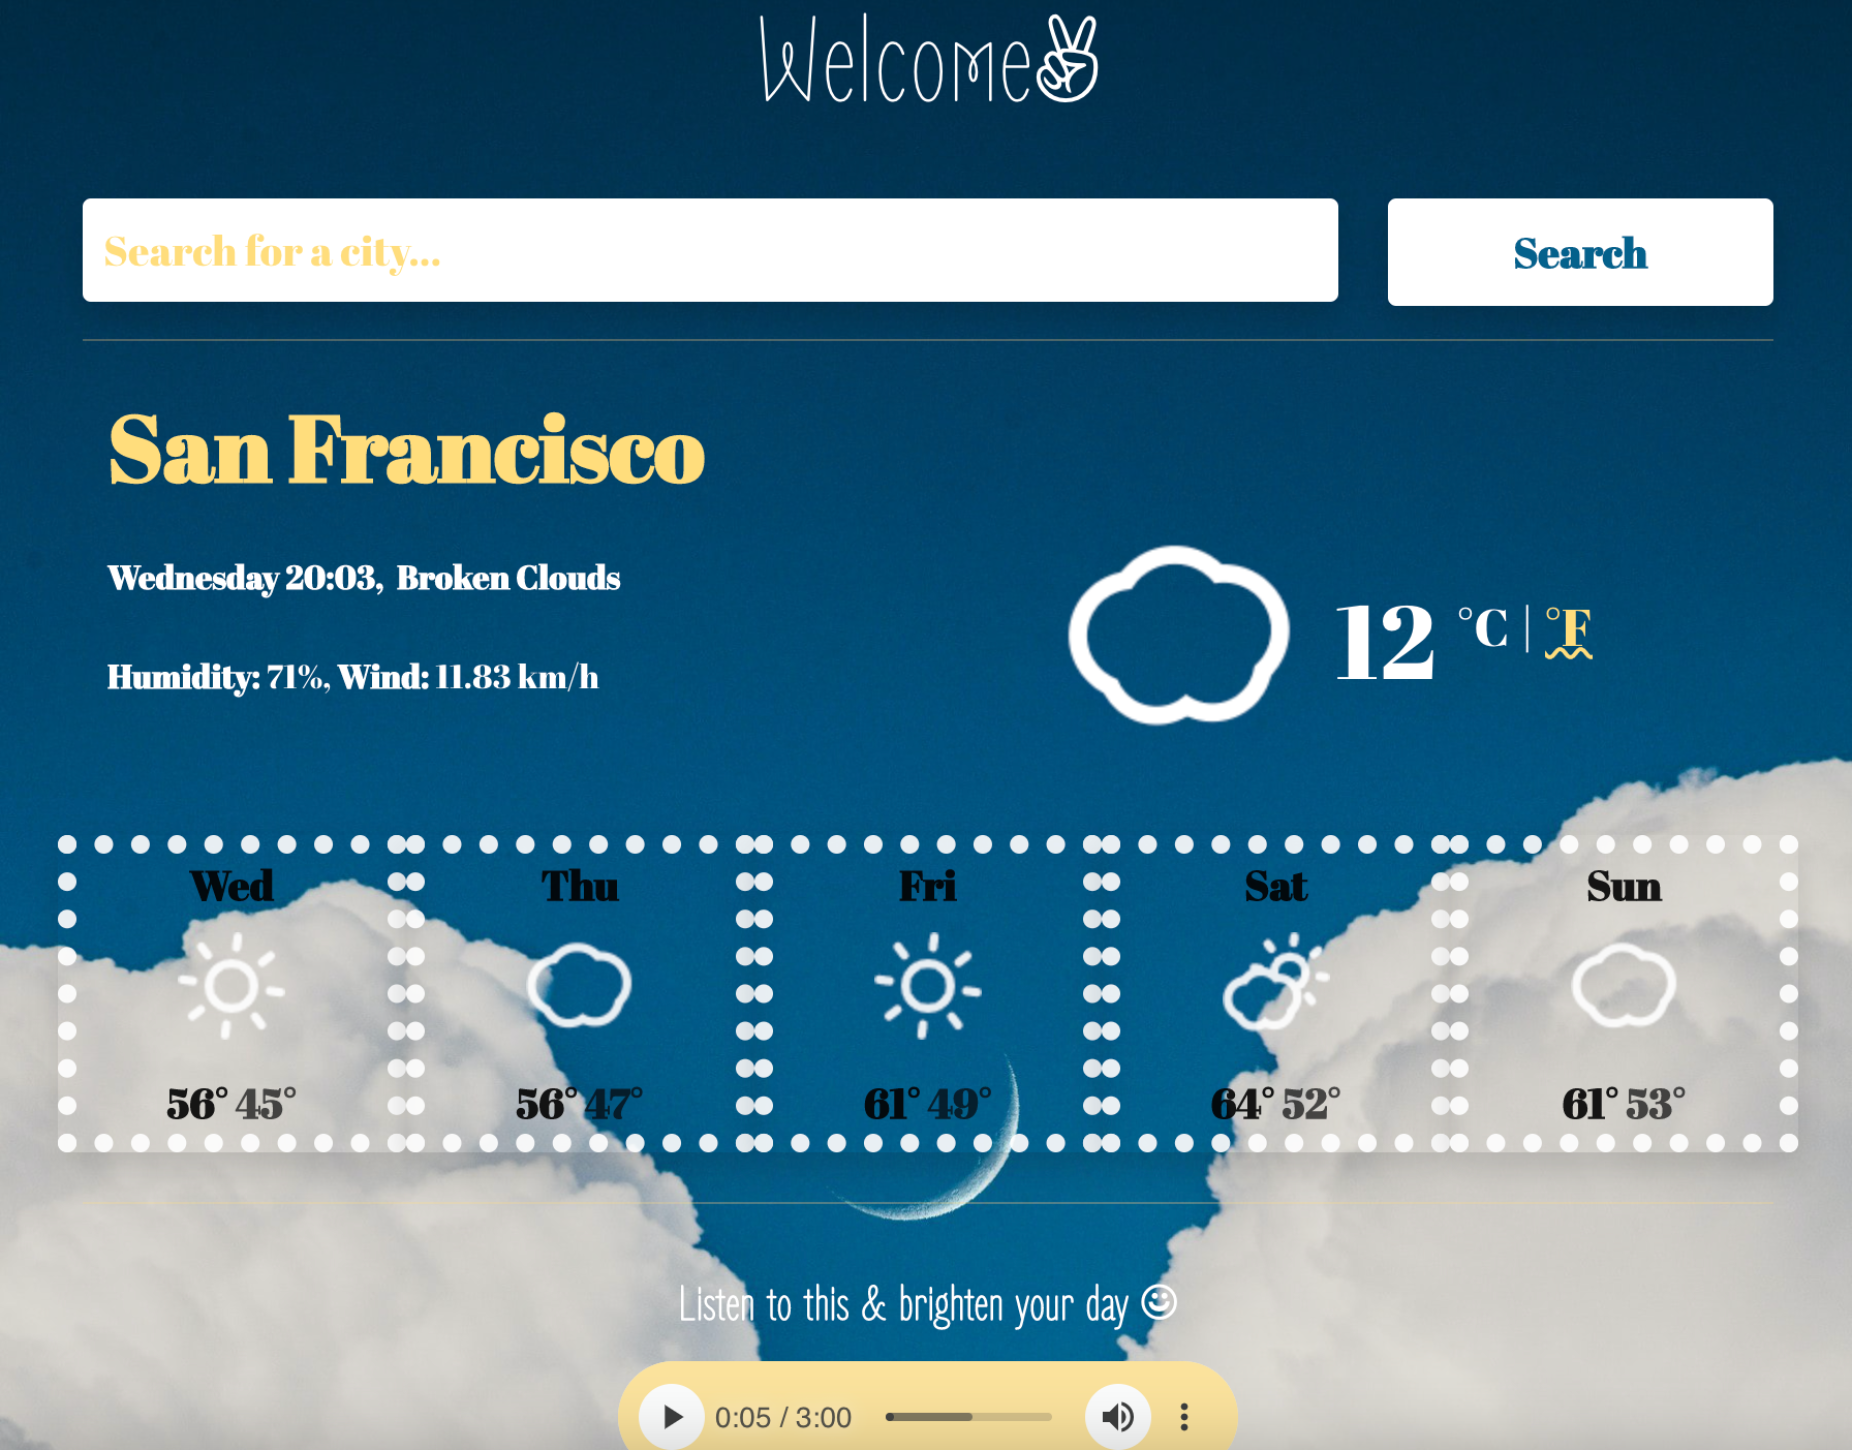 Welcome✌
Search for a city...
Search
San Francisco
Wednesday 20:03, Broken Clouds
Humidity: 71%, Wind: 11.83 km/h
12 °C | °F
Wed Thu Fri Sat Sun
56° 45° 56° 47° 61° 49° 64° 52° 61° 53°
Listen to this & brighten your day ☺
0:05 / 3:00